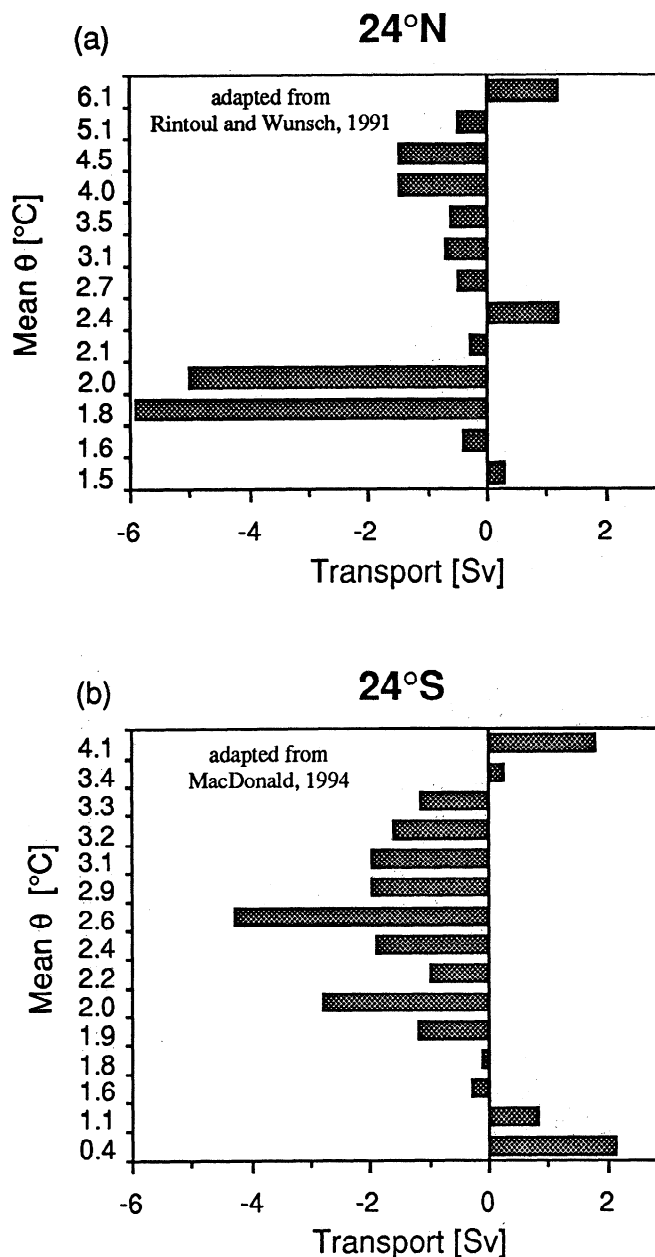 (a)
24°N
adapted from
Rintoul and Wunsch, 1991
Mean θ [°C]
6.1
5.1
4.5
4.0
3.5
3.1
2.7
2.4
2.1
2.0
1.8
1.6
1.5
-6 -4 -2 0 2
Transport [Sv]
(b)
24°S
adapted from
MacDonald, 1994
Mean θ [°C]
4.1
3.4
3.3
3.2
3.1
2.9
2.6
2.4
2.2
2.0
1.9
1.8
1.6
1.1
0.4
-6 -4 -2 0 2
Transport [Sv]